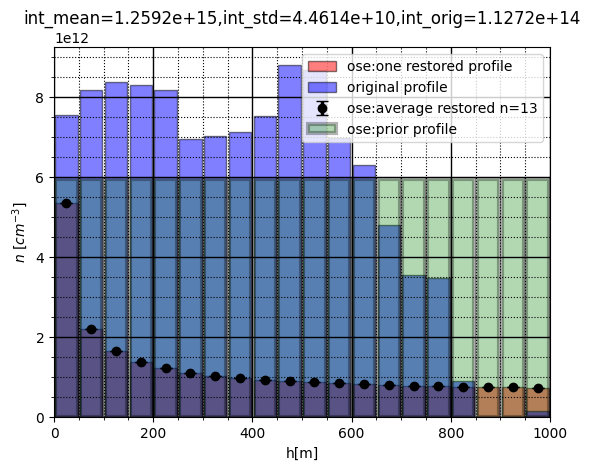 int_mean=1.2592e+15,int_std=4.4614e+10,int_orig=1.1272e+14
1e12
ose:one restored profile
original profile
ose:average restored n=13
ose:prior profile
8
6
4
2
0
n [cm⁻³]
0 200 400 600 800 1000
h[m]